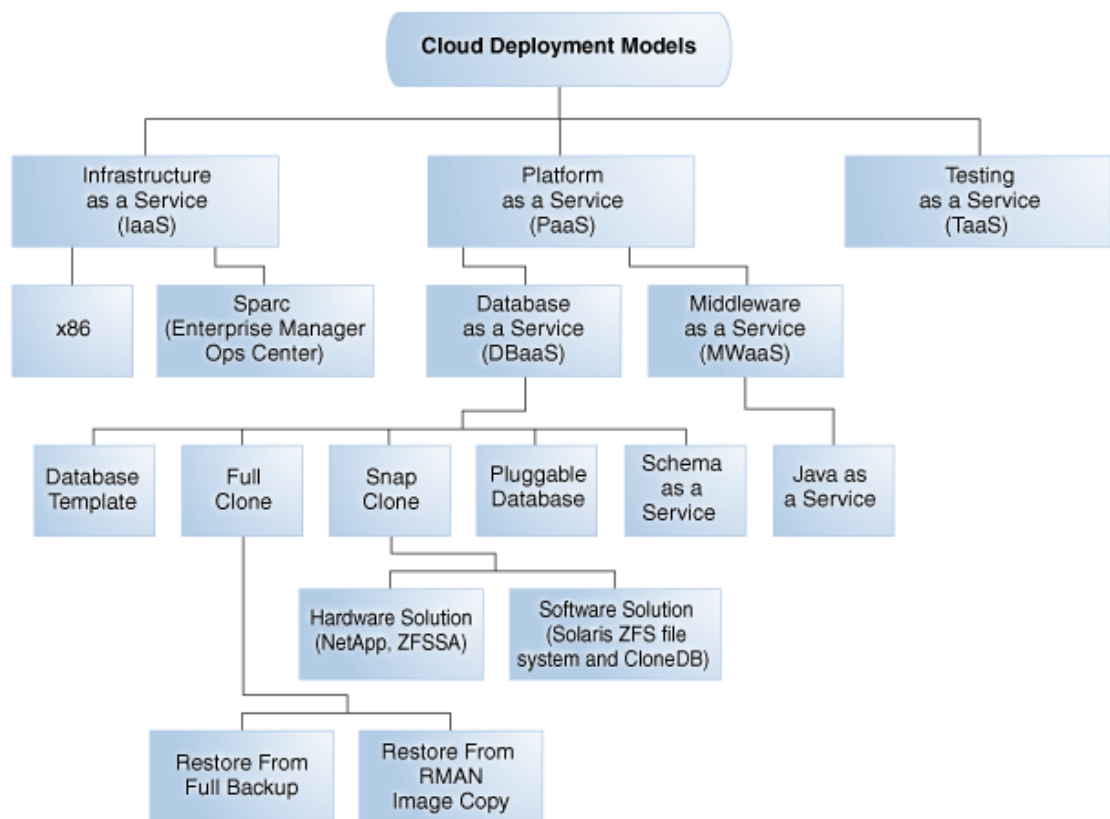 Cloud Deployment Models
Infrastructure
as a Service
(IaaS)
Platform
as a Service
(PaaS)
Testing
as a Service
(TaaS)
x86
Sparc
(Enterprise Manager
Ops Center)
Database
as a Service
(DBaaS)
Middleware
as a Service
(MWaaS)
Database
Template
Full
Clone
Snap
Clone
Pluggable
Database
Schema
as a
Service
Java as
a Service
Hardware Solution
(NetApp, ZFSSA)
Software Solution
(Solaris ZFS file
system and CloneDB)
Restore From
Full Backup
Restore From
RMAN
Image Copy